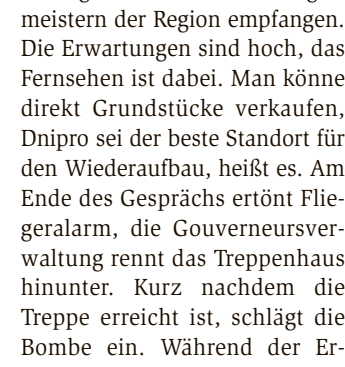 meistern der Region empfangen.
Die Erwartungen sind hoch, das
Fernsehen ist dabei. Man könne
direkt Grundstücke verkaufen,
Dnipro sei der beste Standort für
den Wiederaufbau, heißt es. Am
Ende des Gesprächs ertönt Flie-
geralarm, die Gouverneursver-
waltung rennt das Treppenhaus
hinunter. Kurz nachdem die
Treppe erreicht ist, schlägt die
Bombe ein. Während der Er-